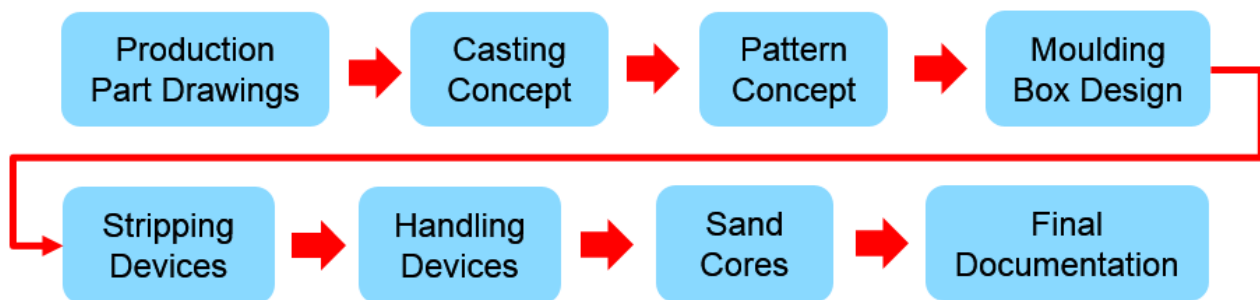 Production
Part Drawings
Casting
Concept
Pattern
Concept
Moulding
Box Design
Stripping
Devices
Handling
Devices
Sand
Cores
Final
Documentation